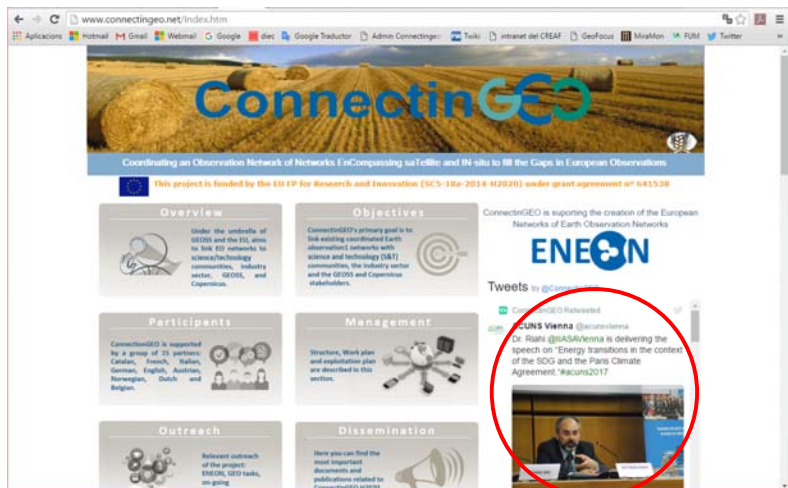 www.connectingeo.net/Index.htm
Aplicacions Hotmail Gmail Webmail Google diec Google Traductor Admin Connectinge Twiki intranet del CREAF GeoFocus MiraMon FUM Twitter »
ConnectinGEO
Coordinating an Observation Network of Networks EnCompassing saTellite and IN-situ to fill the Gaps in European Observations
This project is funded by the EU FP for Research and Innovation (SC5-18a-2014-H2020) under grant agreement nº 641538
Overview
Under the umbrella of
GEOSS and the EU, aims
to link EO networks to
science/technology
communities, industry
sector, GEOSS, and
Copernicus.
Objectives
ConnectinGEO's primary goal is to
link existing coordinated Earth
observation1 networks with
science and technology (S&T)
communities, the industry sector
and the GEOSS and Copernicus
stakeholders.
Participants
ConnectinGEO is supported
by a group of 15 partners:
Catalan, French, Italian,
German, English, Austrian,
Norwegian, Dutch and
Belgian.
Management
Structure, Work plan
and exploitation plan
are described in this
section.
Outreach
Relevant outreach
of the project:
ENEON, GEO tasks,
on-going
Dissemination
Here you can find the
most important
documents and
publications related to
ConnectinGEO H2020
ConnectinGEO is suporting the creation of the European
Networks of Earth Observation Networks
ENEON
Tweets by @ConnectinGEO
ConnectinGEO Retweeted
ACUNS Vienna @acunsvienna
Dr. Riahi @IIASAVienna is delivering the
speech on "Energy transitions in the context
of the SDG and the Paris Climate
Agreement."#acuns2017